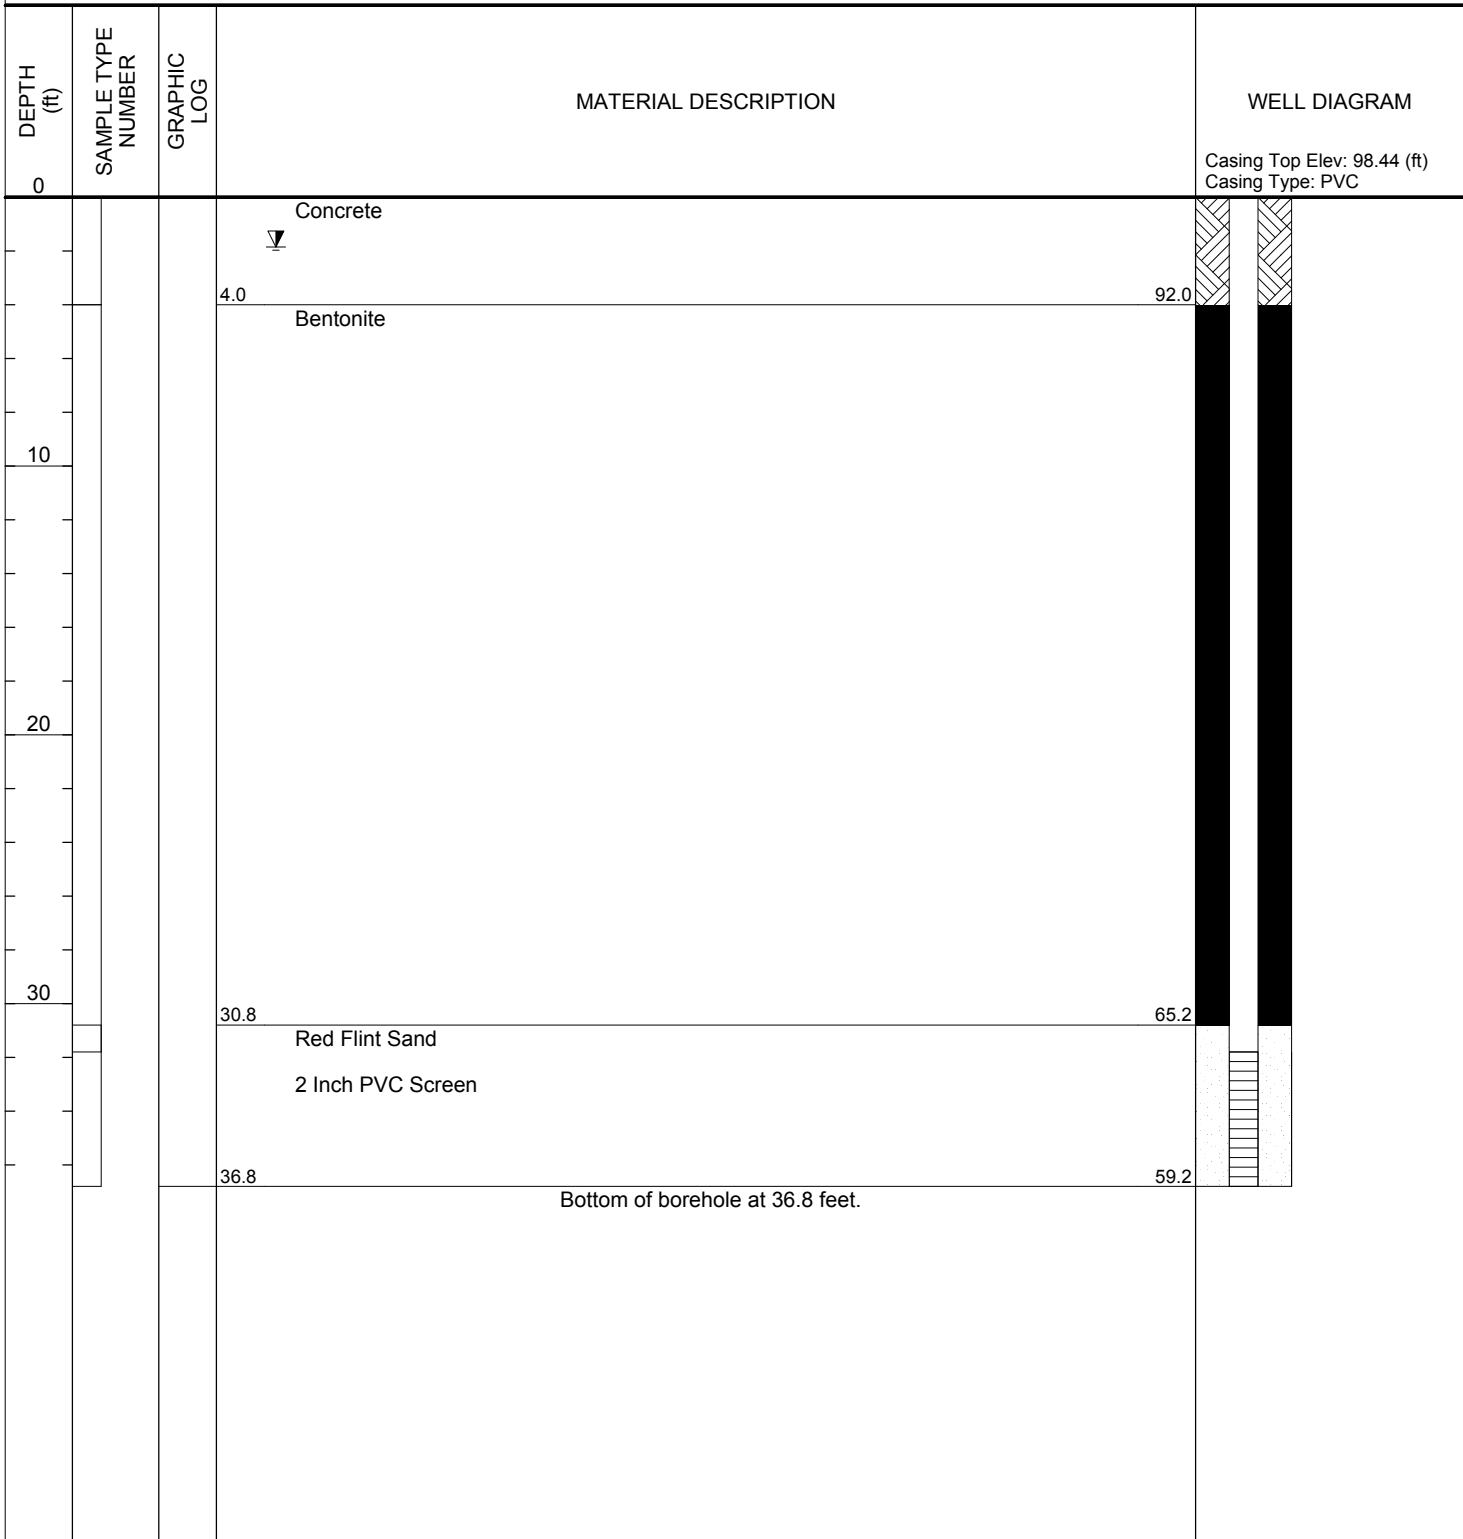 DEPTH
(ft)
0
SAMPLE TYPE
NUMBER
GRAPHIC
LOG
MATERIAL DESCRIPTION
WELL DIAGRAM
Casing Top Elev: 98.44 (ft)
Casing Type: PVC
Concrete
4.0 92.0
Bentonite
10
20
30
30.8 65.2
Red Flint Sand
2 Inch PVC Screen
36.8 59.2
Bottom of borehole at 36.8 feet.